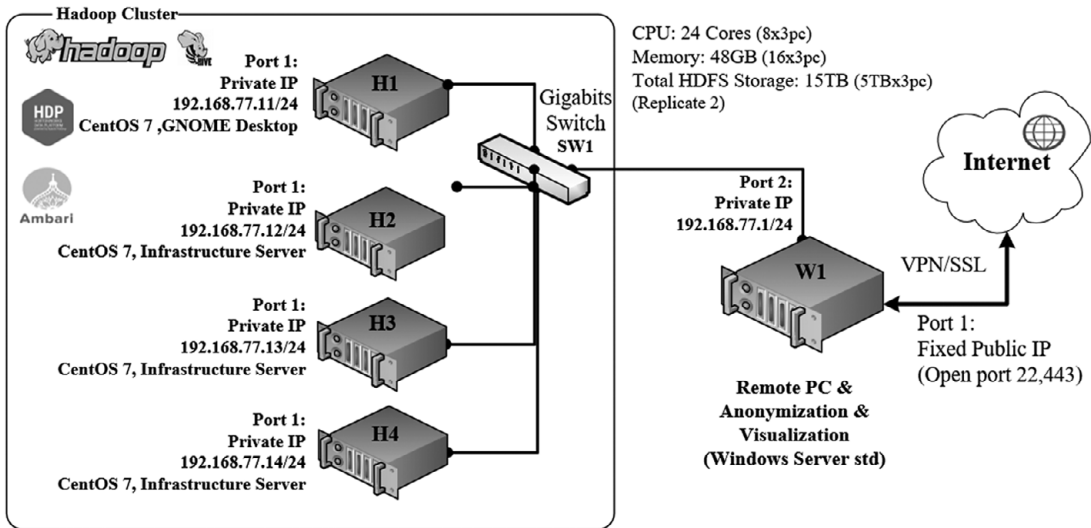 Hadoop Cluster
hadoop
HIVE
HDP
Ambari
Port 1:
Private IP
192.168.77.11/24
CentOS 7 ,GNOME Desktop
H1
Port 1:
Private IP
192.168.77.12/24
CentOS 7, Infrastructure Server
H2
Port 1:
Private IP
192.168.77.13/24
CentOS 7, Infrastructure Server
H3
Port 1:
Private IP
192.168.77.14/24
CentOS 7, Infrastructure Server
H4
Gigabits
Switch
SW1
CPU: 24 Cores (8x3pc)
Memory: 48GB (16x3pc)
Total HDFS Storage: 15TB (5TBx3pc)
(Replicate 2)
Port 2:
Private IP
192.168.77.1/24
W1
Remote PC &
Anonymization &
Visualization
(Windows Server std)
Internet
VPN/SSL
Port 1:
Fixed Public IP
(Open port 22,443)